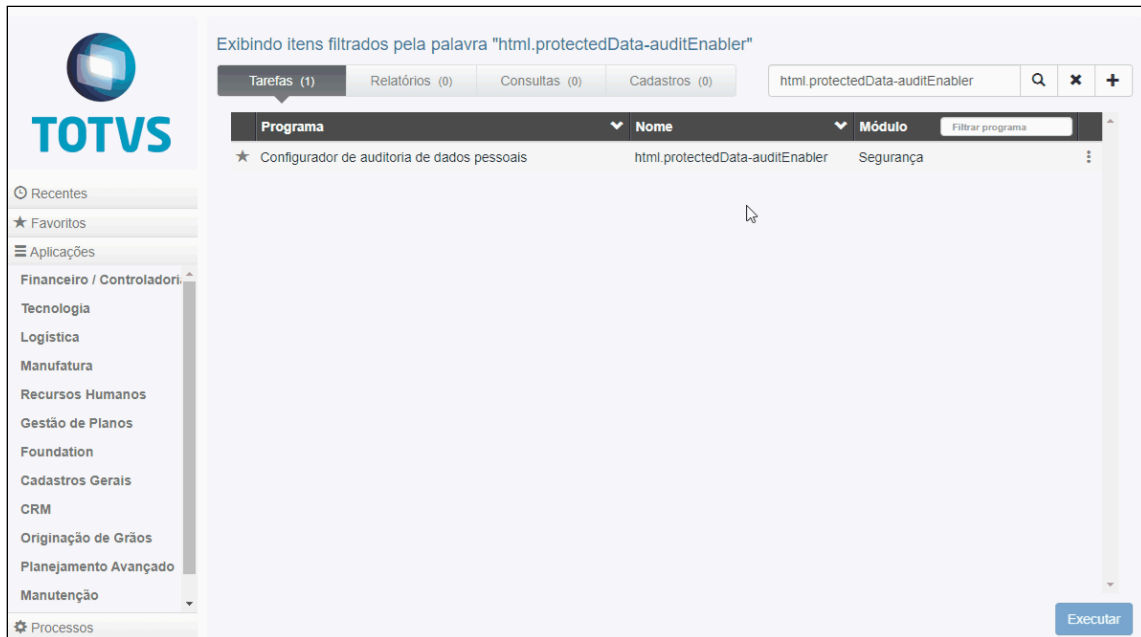 TOTVS
Recentes
Favoritos
Aplicações
Financeiro / Controladori
Tecnologia
Logística
Manufatura
Recursos Humanos
Gestão de Planos
Foundation
Cadastros Gerais
CRM
Originação de Grãos
Planejamento Avançado
Manutenção
Processos
Exibindo itens filtrados pela palavra "html.protectedData-auditEnabler"
Tarefas (1) Relatórios (0) Consultas (0) Cadastros (0) html.protectedData-auditEnabler
Programa Nome Módulo Filtrar programa
Configurador de auditoria de dados pessoais html.protectedData-auditEnabler Segurança
Executar